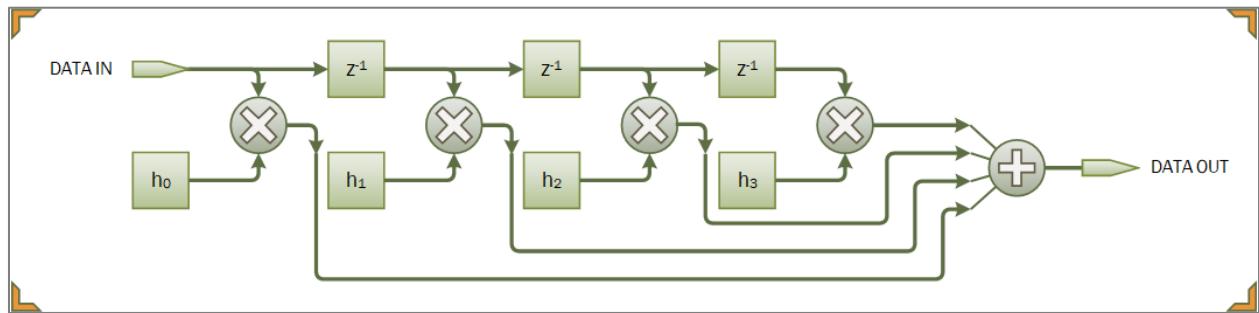 DATA IN
z⁻¹
z⁻¹
z⁻¹
h₀
h₁
h₂
h₃
DATA OUT